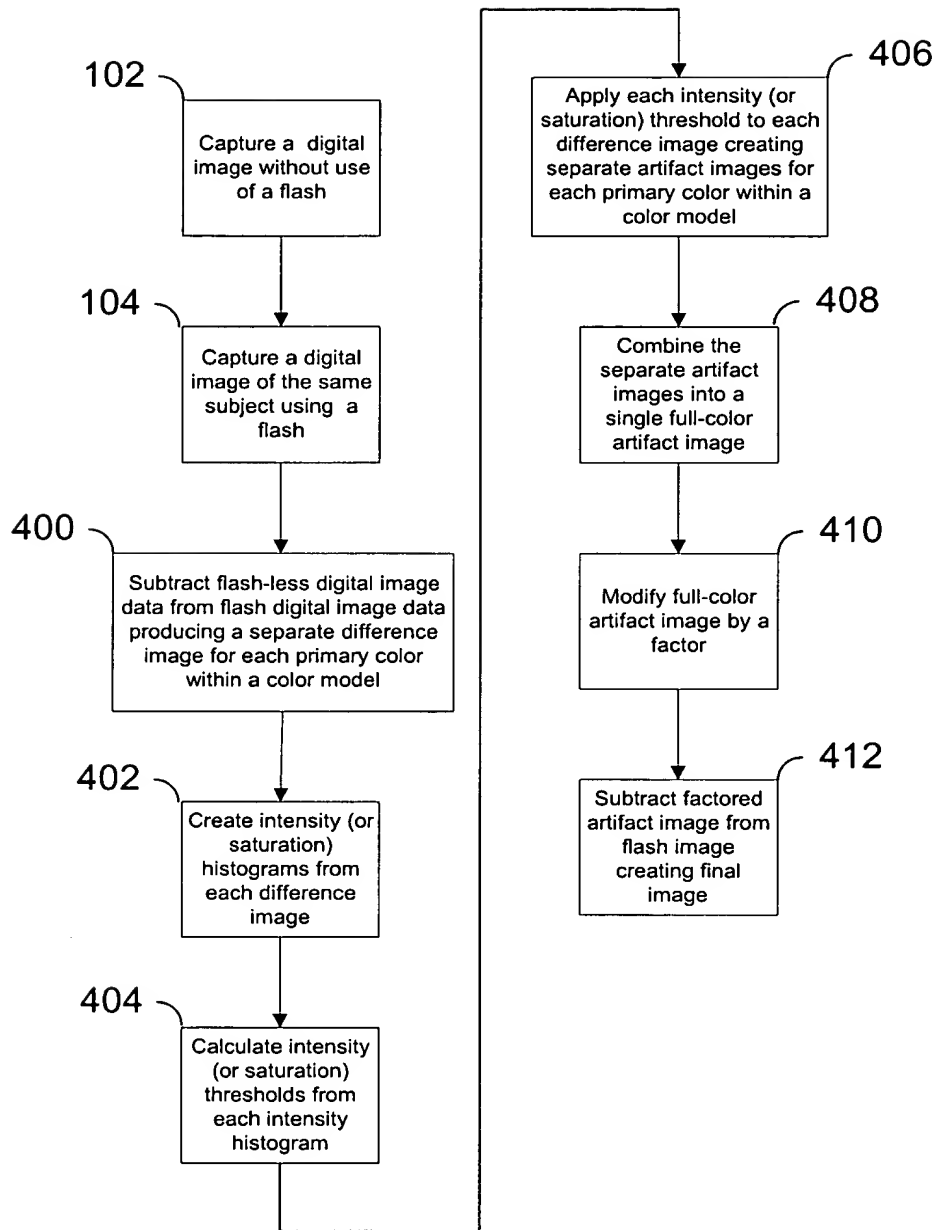 102
Capture a digital
image without use
of a flash
104
Capture a digital
image of the same
subject using a
flash
400
Subtract flash-less digital image
data from flash digital image data
producing a separate difference
image for each primary color
within a color model
402
Create intensity (or
saturation)
histograms from
each difference
image
404
Calculate intensity
(or saturation)
thresholds from
each intensity
histogram
406
Apply each intensity (or
saturation) threshold to each
difference image creating
separate artifact images for
each primary color within a
color model
408
Combine the
separate artifact
images into a
single full-color
artifact image
410
Modify full-color
artifact image by a
factor
412
Subtract factored
artifact image from
flash image
creating final
image